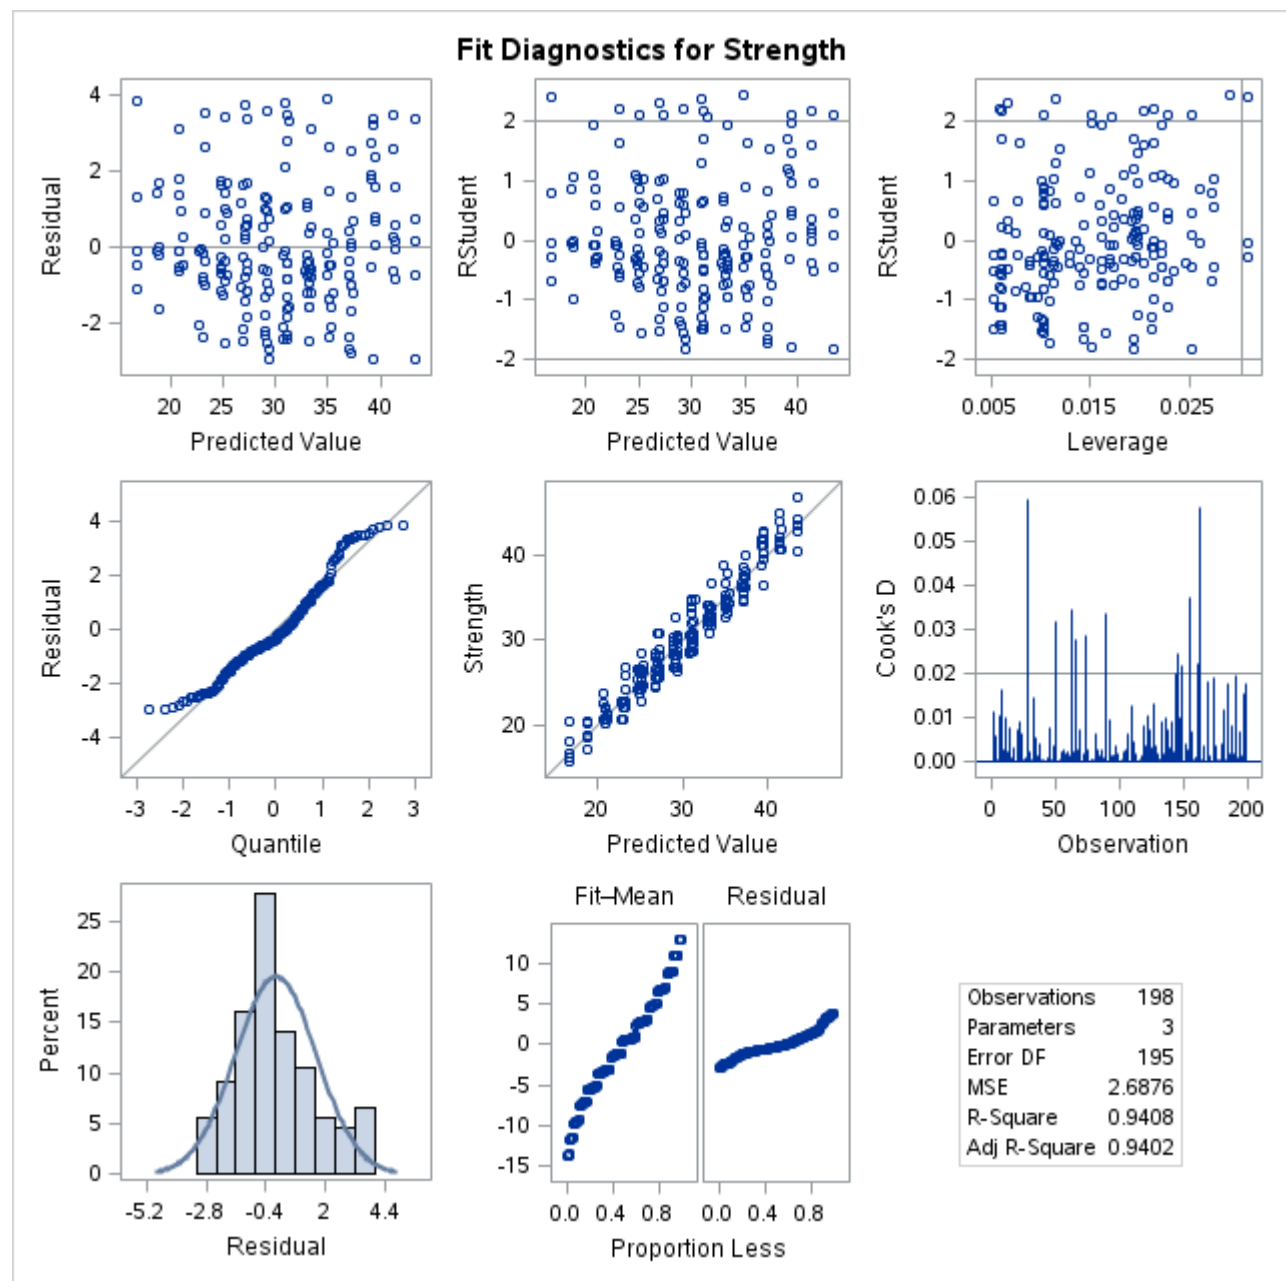 Fit Diagnostics for Strength
4
2
0
-2
Residual
20 25 30 35 40
Predicted Value
2
1
0
-1
-2
RStudent
20 25 30 35 40
Predicted Value
2
1
0
-1
-2
RStudent
0.005 0.015 0.025
Leverage
4
2
0
-2
-4
Residual
-3 -2 -1 0 1 2 3
Quantile
40
30
20
Strength
20 30 40
Predicted Value
0.06
0.05
0.04
0.03
0.02
0.01
0.00
Cook's D
0 50 100 150 200
Observation
25
20
15
10
5
0
Percent
-5.2 -2.8 -0.4 2 4.4
Residual
Fit–Mean Residual
10
5
0
-5
-10
-15
0.0 0.4 0.8 0.0 0.4 0.8
Proportion Less
Observations 198
Parameters 3
Error DF 195
MSE 2.6876
R-Square 0.9408
Adj R-Square 0.9402